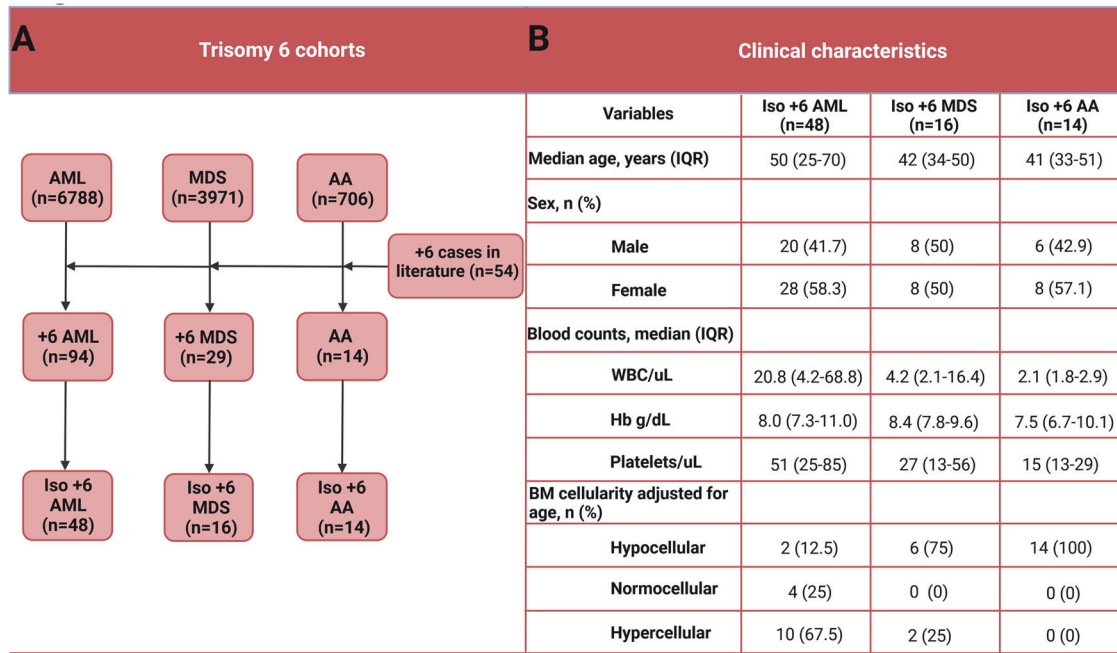 A
Trisomy 6 cohorts
AML
(n=6788)
MDS
(n=3971)
AA
(n=706)
+6 cases in
literature (n=54)
+6 AML
(n=94)
+6 MDS
(n=29)
AA
(n=14)
Iso +6
AML
(n=48)
Iso +6
MDS
(n=16)
Iso +6
AA
(n=14)
B
Clinical characteristics
Variables Iso +6 AML (n=48) Iso +6 MDS (n=16) Iso +6 AA (n=14)
Median age, years (IQR) 50 (25-70) 42 (34-50) 41 (33-51)
Sex, n (%)
Male 20 (41.7) 8 (50) 6 (42.9)
Female 28 (58.3) 8 (50) 8 (57.1)
Blood counts, median (IQR)
WBC/uL 20.8 (4.2-68.8) 4.2 (2.1-16.4) 2.1 (1.8-2.9)
Hb g/dL 8.0 (7.3-11.0) 8.4 (7.8-9.6) 7.5 (6.7-10.1)
Platelets/uL 51 (25-85) 27 (13-56) 15 (13-29)
BM cellularity adjusted for
age, n (%)
Hypocellular 2 (12.5) 6 (75) 14 (100)
Normocellular 4 (25) 0 (0) 0 (0)
Hypercellular 10 (67.5) 2 (25) 0 (0)